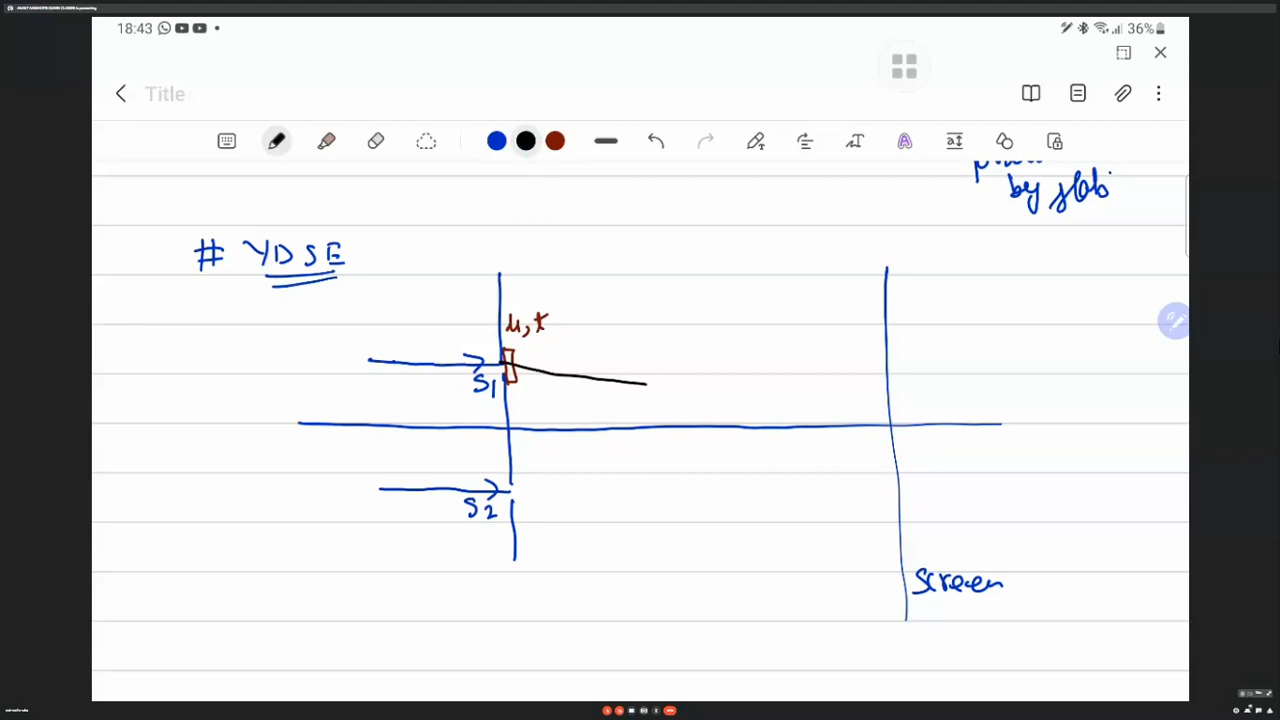 18:43
36%
Title
by slab
# YDSE
μ, t
S1
S2
Screen